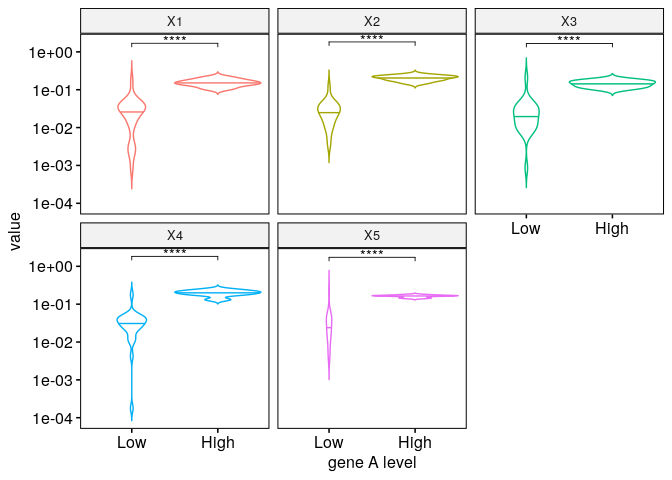 X1 X2 X3
**** **** ****
1e+00
1e-01
1e-02
1e-03
1e-04
Low High
X4 X5
**** ****
1e+00
1e-01
1e-02
1e-03
1e-04
Low High Low High
gene A level
value